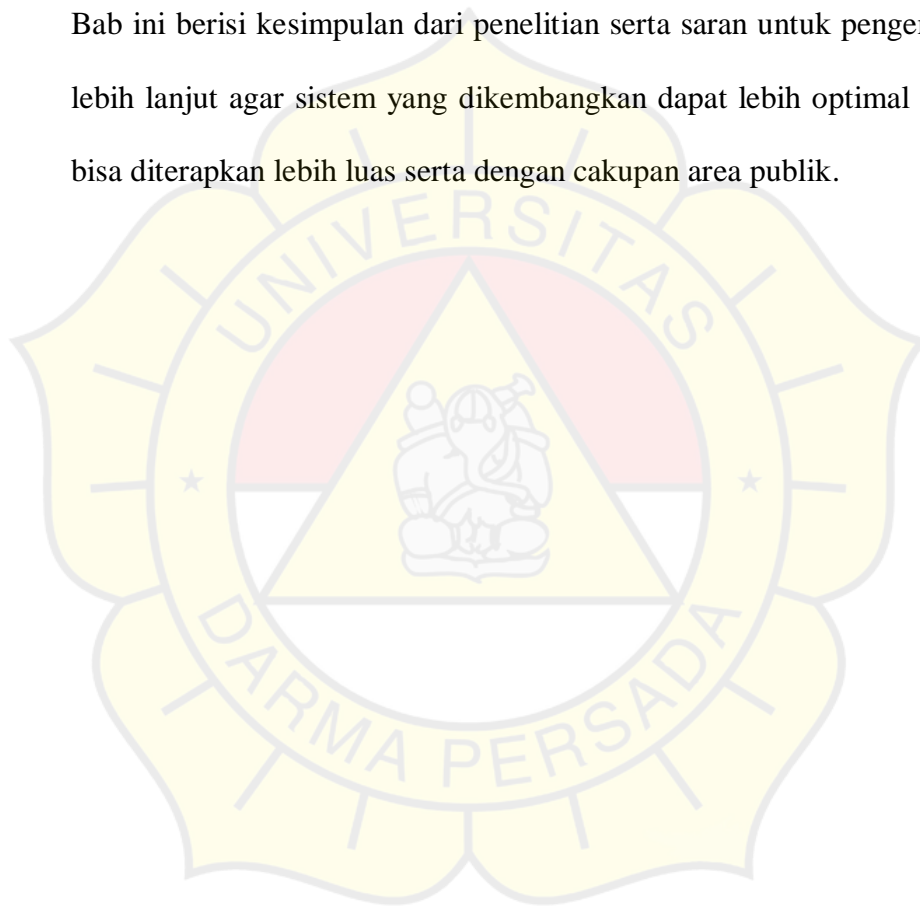 Bab ini berisi kesimpulan dari penelitian serta saran untuk
lebih lanjut agar sistem yang dikembangkan dapat lebih optimal
bisa diterapkan lebih luas serta dengan cakupan area publik.
UNIVERSITAS
DARMA PERSADA